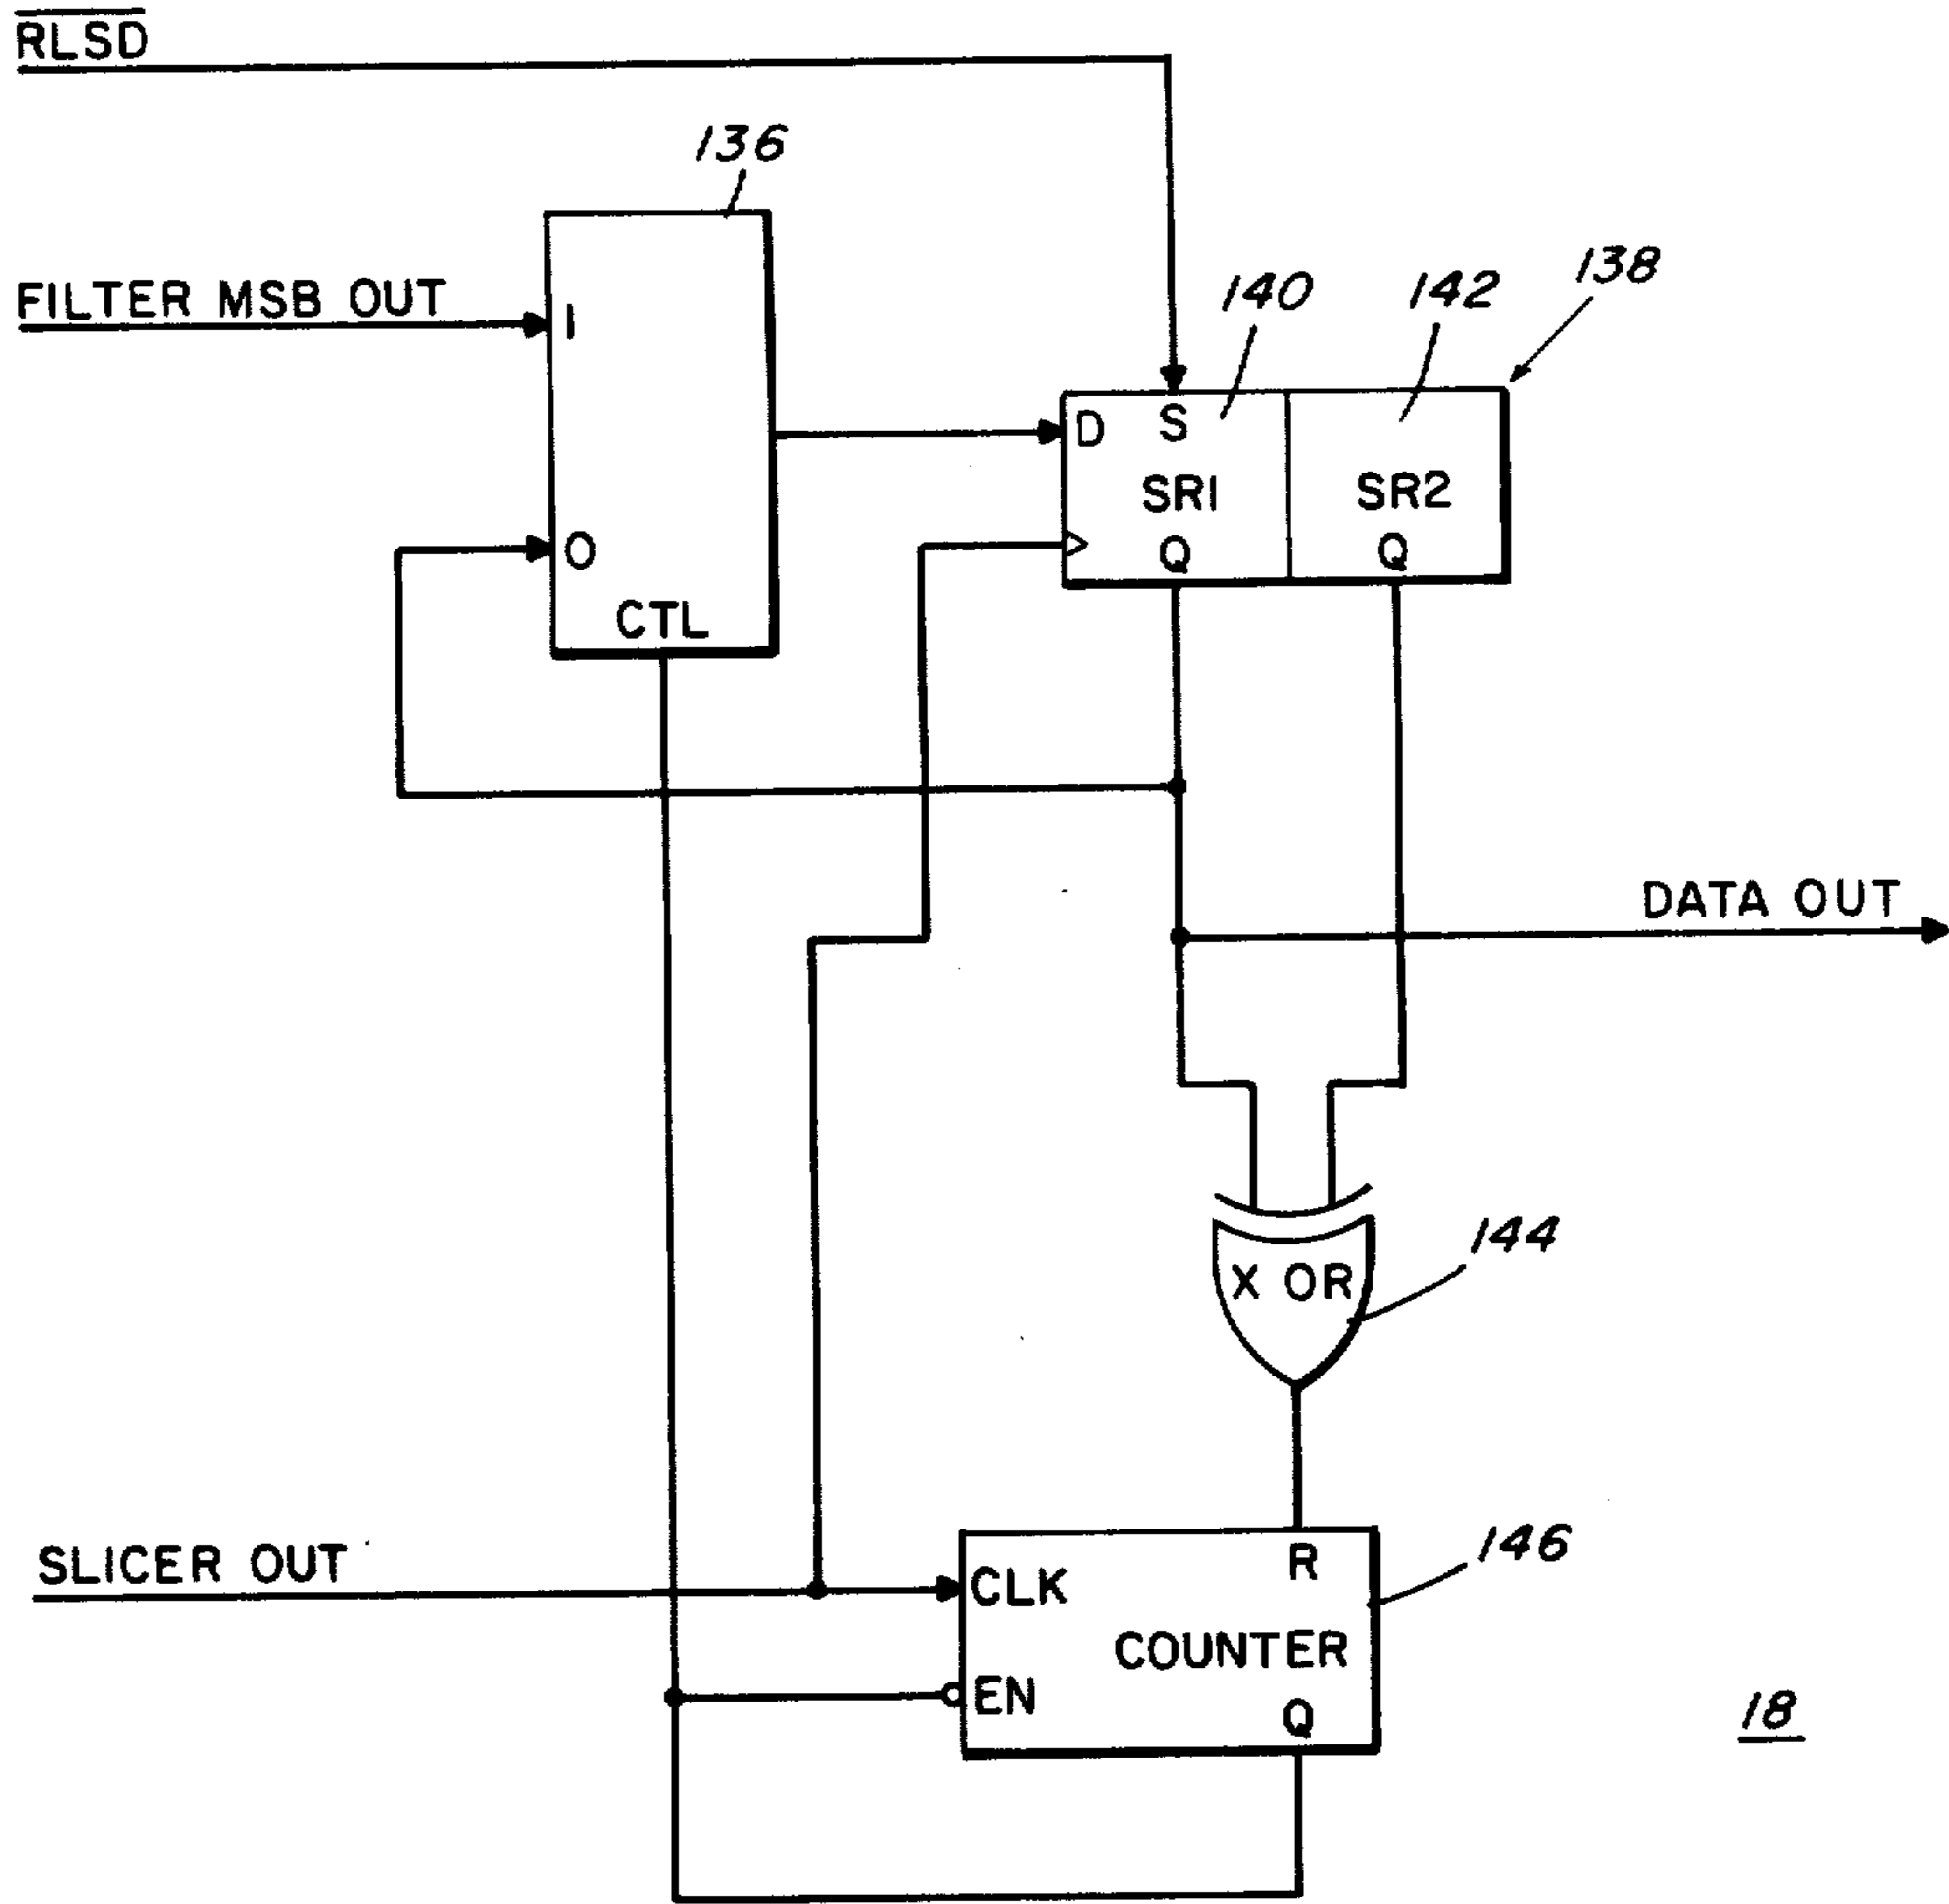 RLSD
136
FILTER MSB OUT
I
140
142
138
D
S
SR1
SR2
O
Q
Q
CTL
DATA OUT
X OR
144
SLICER OUT
CLK
R
146
COUNTER
EN
Q
18